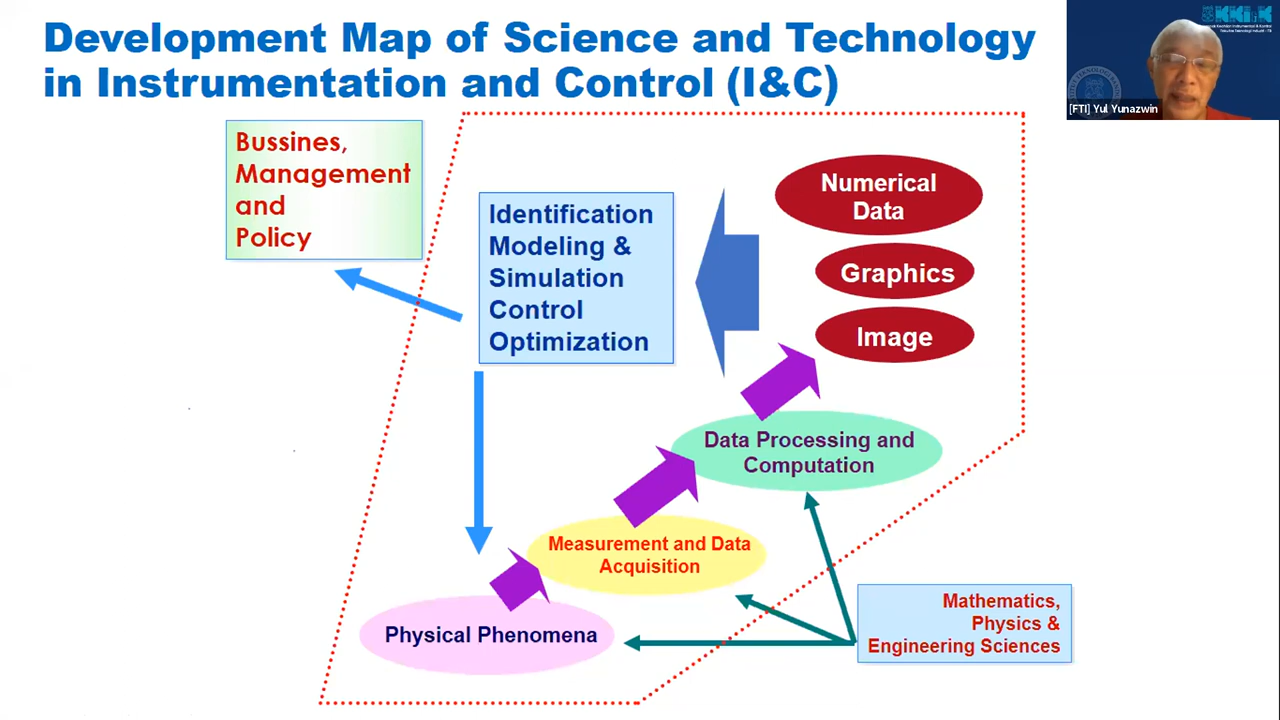 Development Map of Science and Technology
in Instrumentation and Control (I&C)
[FTI] Yul Yunazwin
Bussines,
Management
and
Policy
Identification
Modeling &
Simulation
Control
Optimization
Numerical
Data
Graphics
Image
Data Processing and
Computation
Measurement and Data
Acquisition
Physical Phenomena
Mathematics,
Physics &
Engineering Sciences